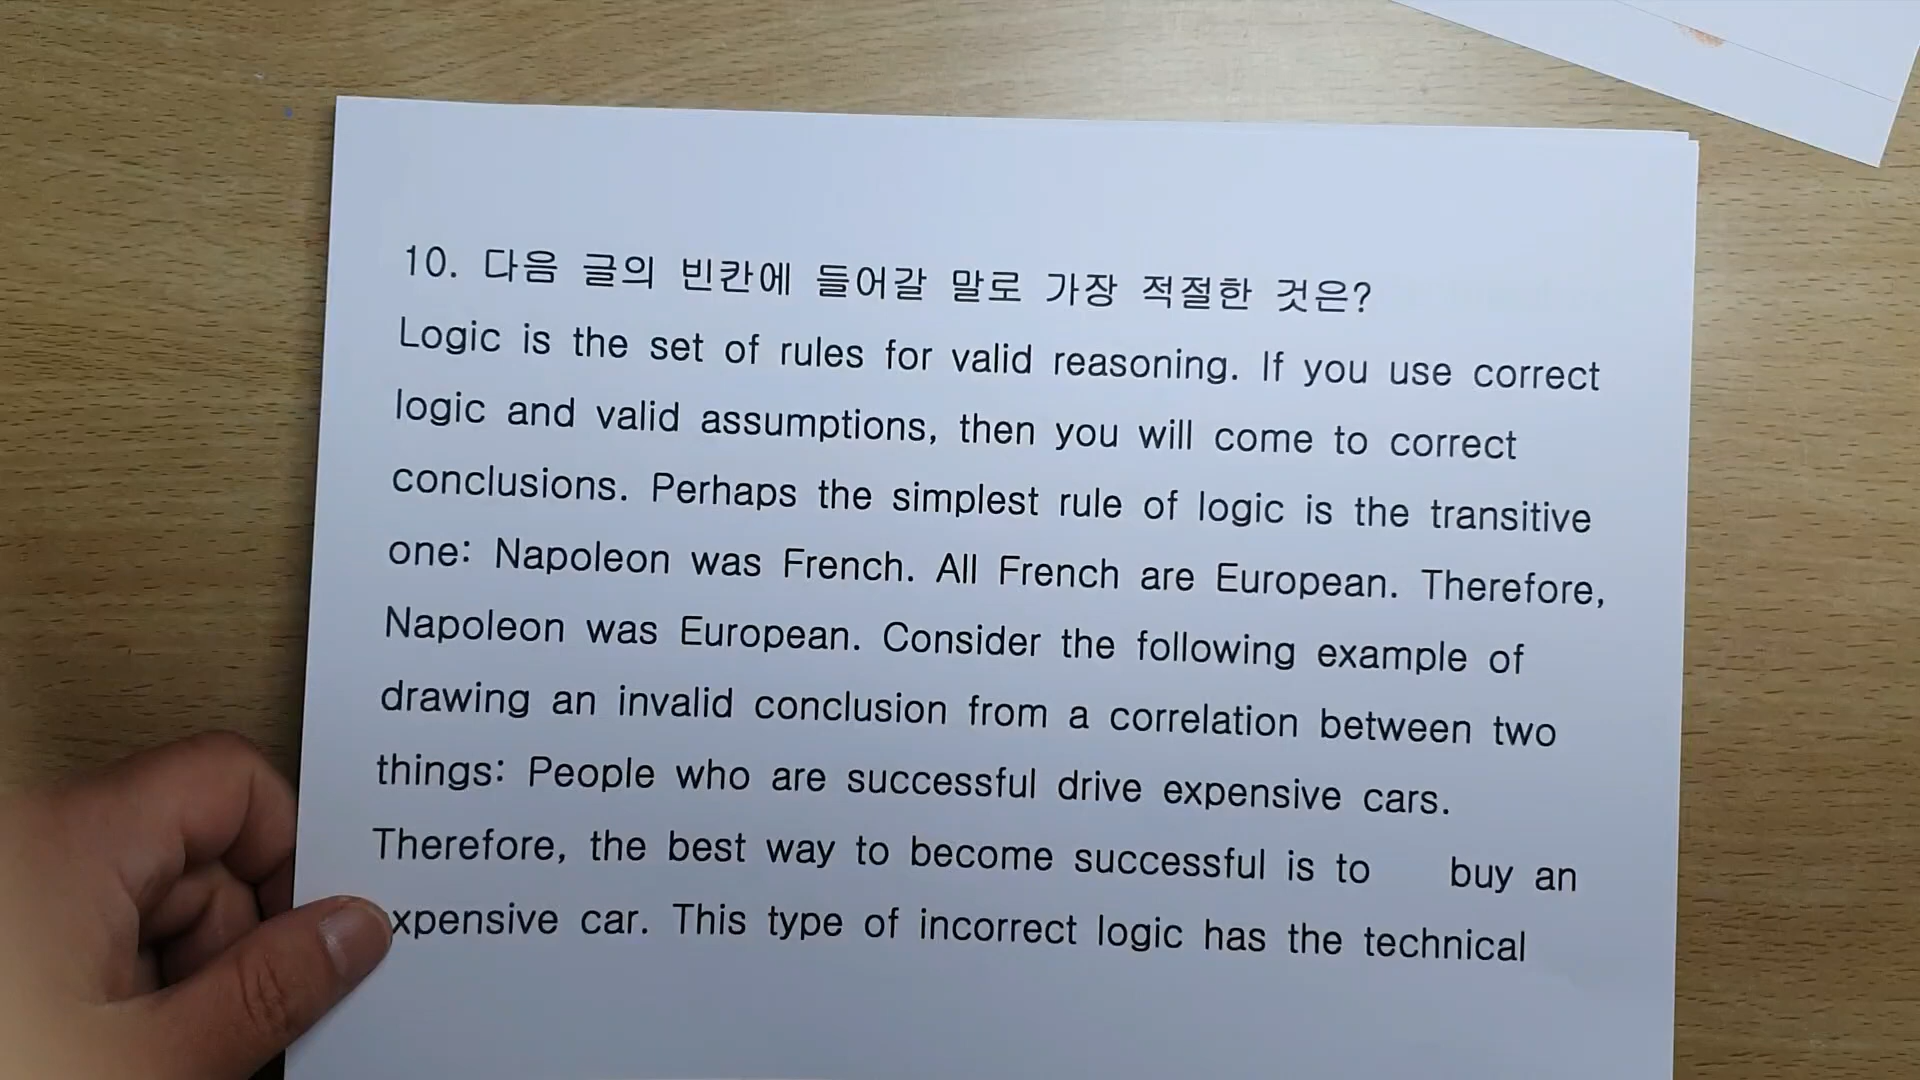 10. 다음 글의 빈칸에 들어갈 말로 가장 적절한 것은?
Logic is the set of rules for valid reasoning. If you use correct
logic and valid assumptions, then you will come to correct
conclusions. Perhaps the simplest rule of logic is the transitive
one: Napoleon was French. All French are European. Therefore,
Napoleon was European. Consider the following example of
drawing an invalid conclusion from a correlation between two
things: People who are successful drive expensive cars.
Therefore, the best way to become successful is to buy an
xpensive car. This type of incorrect logic has the technical